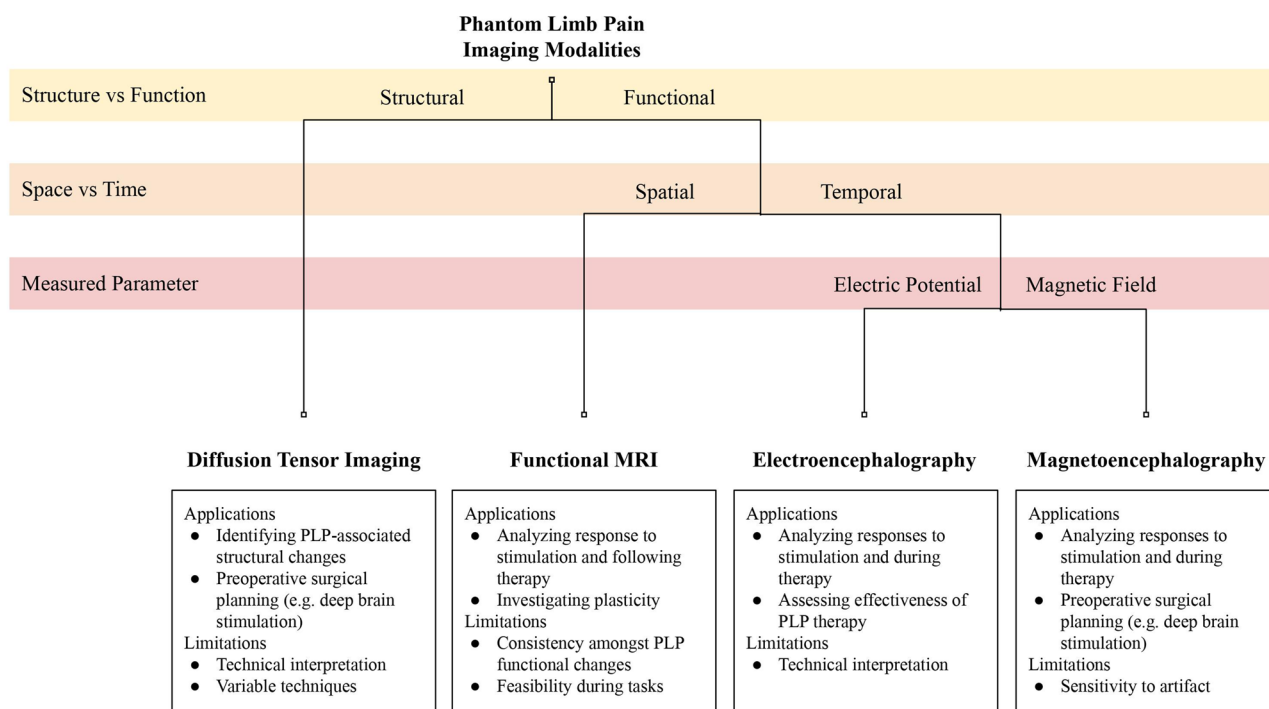 Phantom Limb Pain
Imaging Modalities
Structure vs Function
Structural
Functional
Space vs Time
Spatial
Temporal
Measured Parameter
Electric Potential
Magnetic Field
Diffusion Tensor Imaging
Applications
● Identifying PLP-associated
structural changes
● Preoperative surgical
planning (e.g. deep brain
stimulation)
Limitations
● Technical interpretation
● Variable techniques
Functional MRI
Applications
● Analyzing response to
stimulation and following
therapy
● Investigating plasticity
Limitations
● Consistency amongst PLP
functional changes
● Feasibility during tasks
Electroencephalography
Applications
● Analyzing responses to
stimulation and during
therapy
● Assessing effectiveness of
PLP therapy
Limitations
● Technical interpretation
Magnetoencephalography
Applications
● Analyzing responses to
stimulation and during
therapy
● Preoperative surgical
planning (e.g. deep brain
stimulation)
Limitations
● Sensitivity to artifact